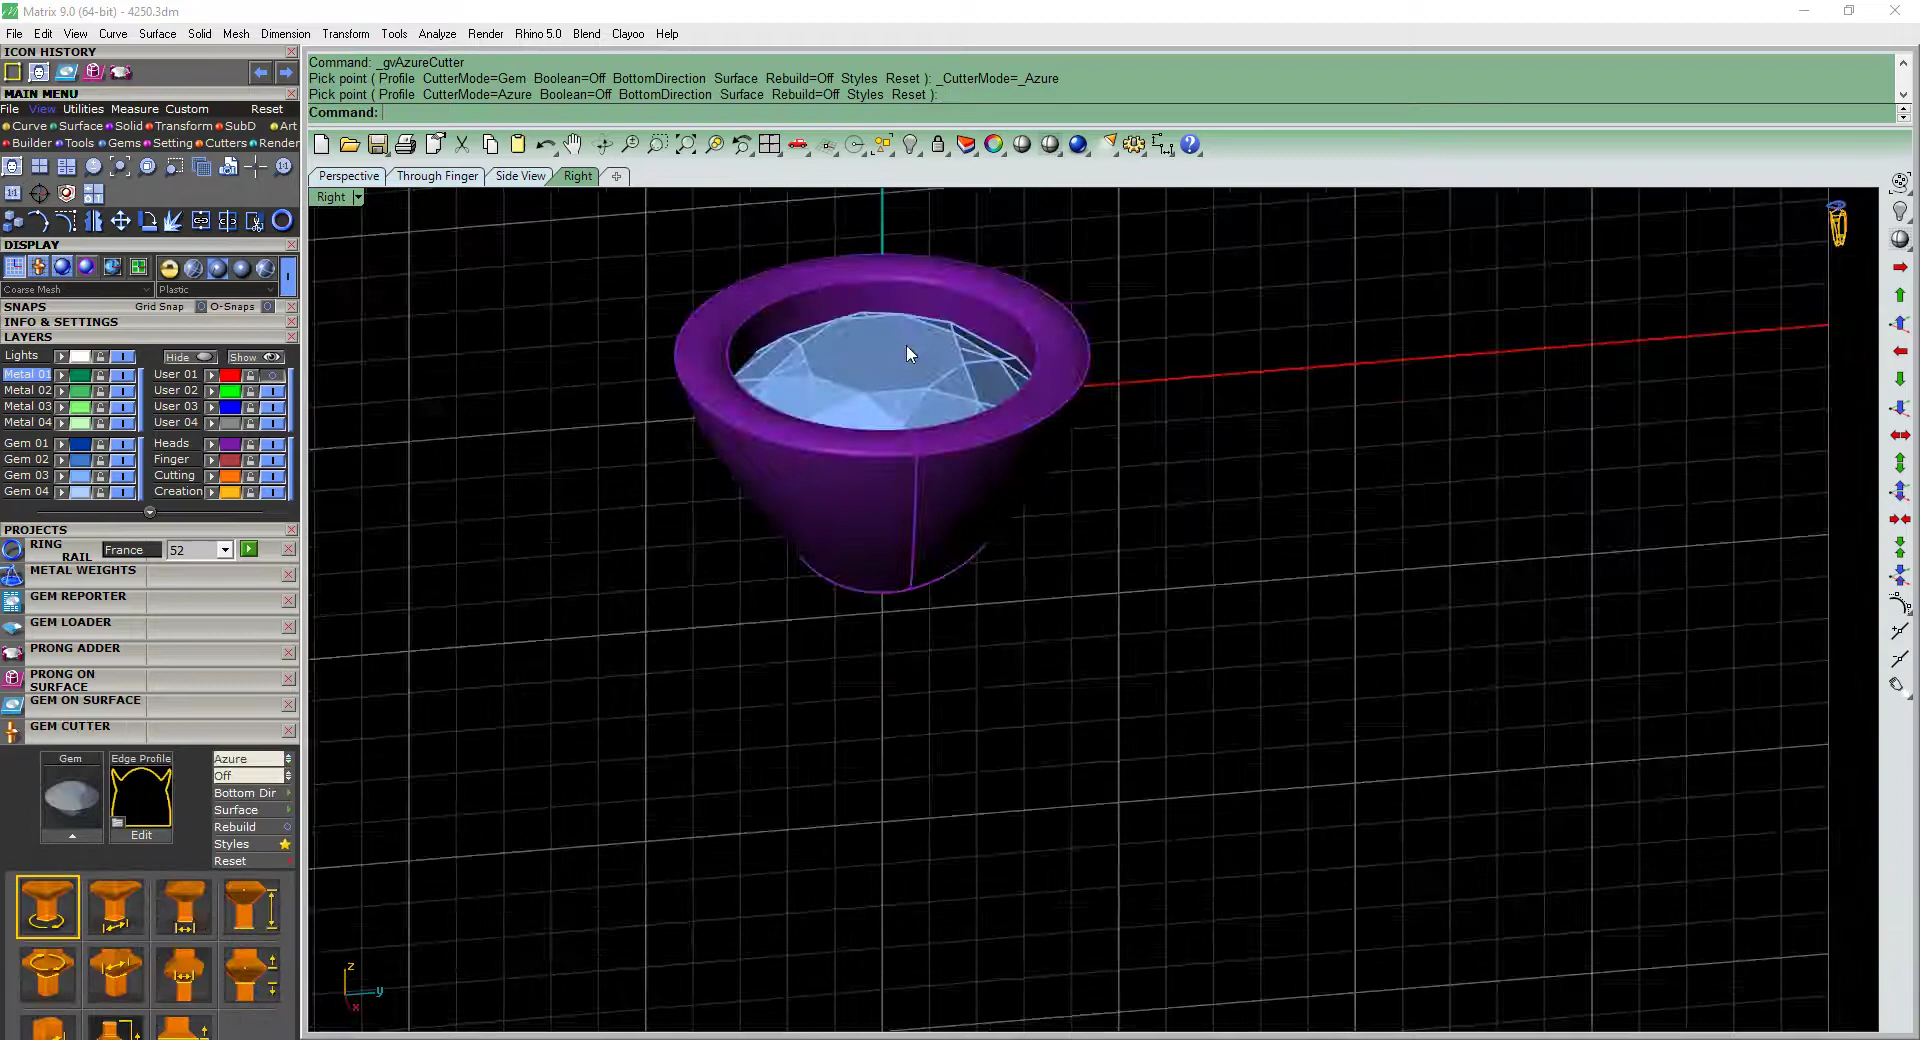 Matrix 9.0 (64-bit) - 4250.3dm
File Edit View Curve Surface Solid Mesh Dimension Transform Tools Analyze Render Rhino 5.0 Blend Clayoo Help
ICON HISTORY
MAIN MENU
File View Utilities Measure Custom Reset
Curve Surface Solid Transform SubD Art
Builder Tools Gems Setting Cutters Render
DISPLAY
Coarse Mesh Plastic
SNAPS Grid Snap O-Snaps
INFO & SETTINGS
LAYERS
Lights Hide Show
Metal 01 User 01
Metal 02 User 02
Metal 03 User 03
Metal 04 User 04
Gem 01 Heads
Gem 02 Finger
Gem 03 Cutting
Gem 04 Creation
PROJECTS
RING RAIL France 52
METAL WEIGHTS
GEM REPORTER
GEM LOADER
PRONG ADDER
PRONG ON
SURFACE
GEM ON SURFACE
GEM CUTTER
Gem Edge Profile Azure
Off
Bottom Dir
Surface
Rebuild
Edit
Styles
Reset
Command: _gvAzureCutter
Pick point ( Profile CutterMode=Gem Boolean=Off BottomDirection Surface Rebuild=Off Styles Reset ): _CutterMode=_Azure
Pick point ( Profile CutterMode=Azure Boolean=Off BottomDirection Surface Rebuild=Off Styles Reset ):
Command:
Perspective Through Finger Side View Right
Right
z
y
x